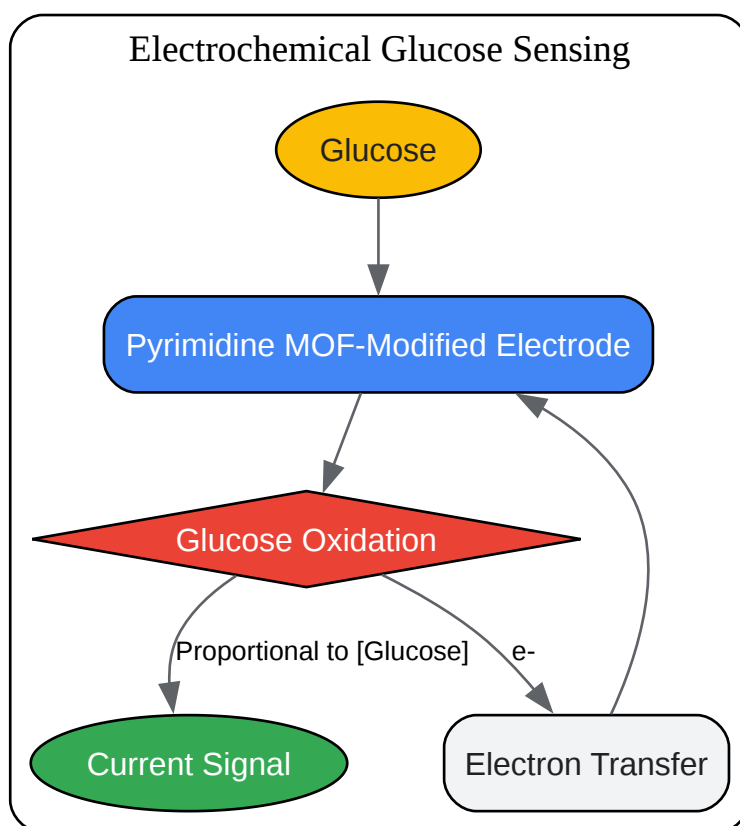 Electrochemical Glucose Sensing
Glucose
Pyrimidine MOF-Modified Electrode
Glucose Oxidation
Proportional to [Glucose]
e-
Current Signal
Electron Transfer